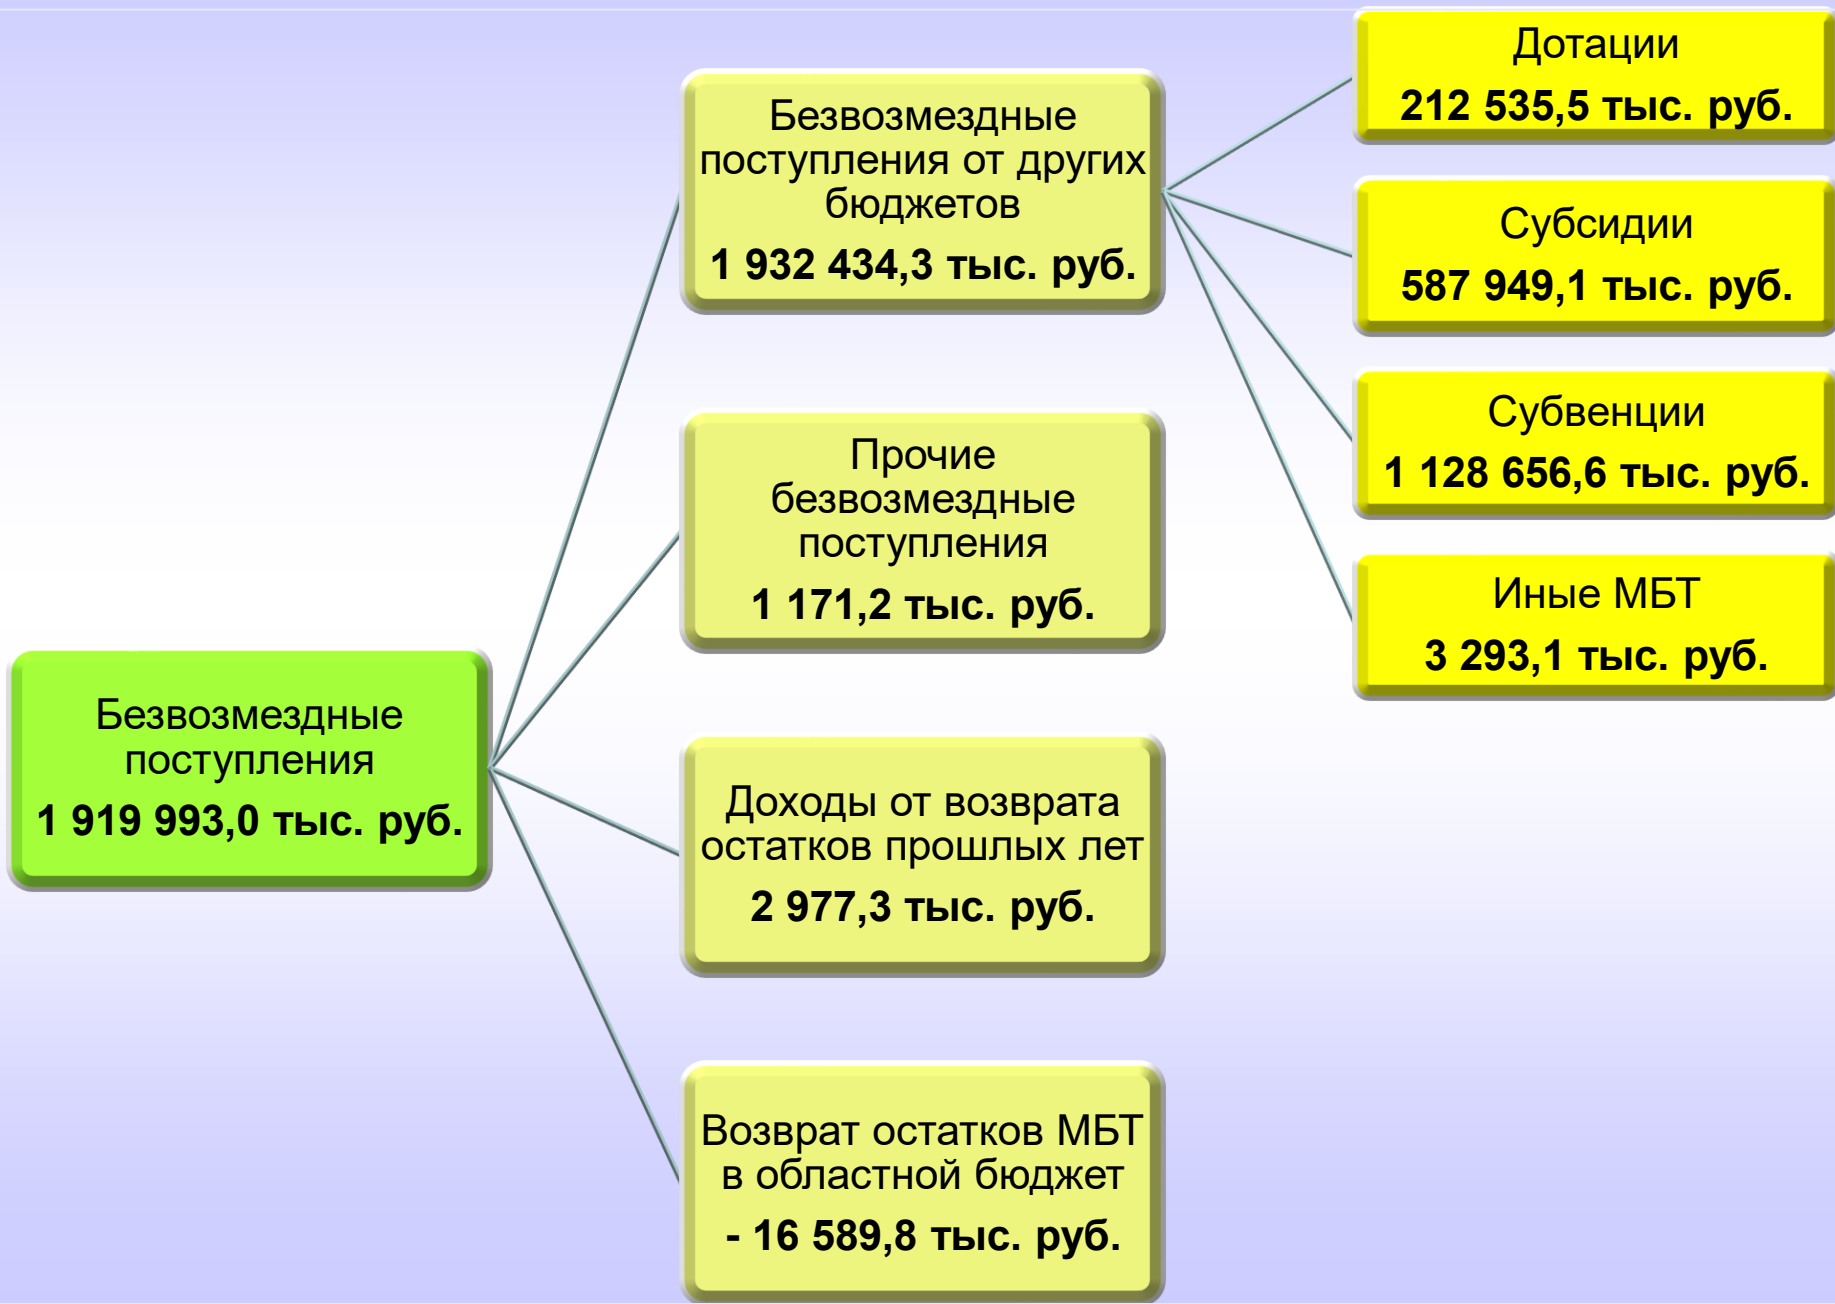 Безвозмездные
поступления
1 919 993,0 тыс. руб.
Безвозмездные
поступления от других
бюджетов
1 932 434,3 тыс. руб.
Прочие
безвозмездные
поступления
1 171,2 тыс. руб.
Доходы от возврата
остатков прошлых лет
2 977,3 тыс. руб.
Возврат остатков МБТ
в областной бюджет
- 16 589,8 тыс. руб.
Дотации
212 535,5 тыс. руб.
Субсидии
587 949,1 тыс. руб.
Субвенции
1 128 656,6 тыс. руб.
Иные МБТ
3 293,1 тыс. руб.